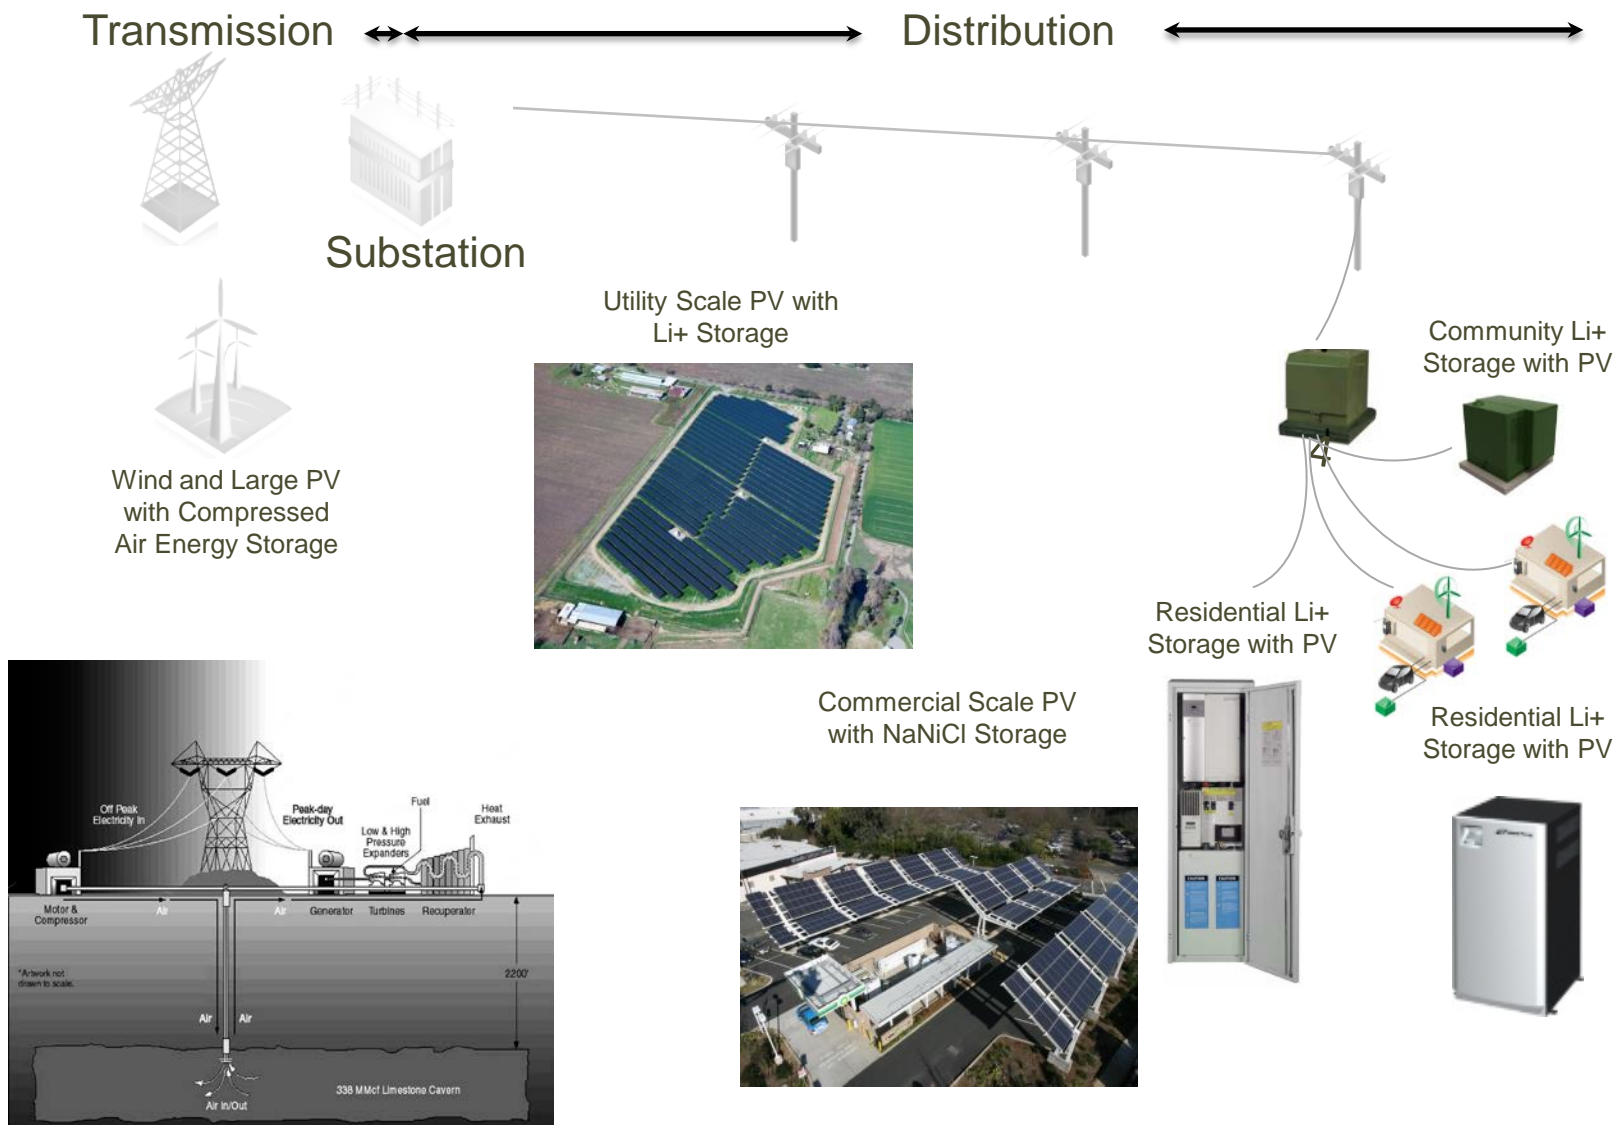 Transmission
Distribution
Substation
Utility Scale PV with
Li+ Storage
Community Li+
Storage with PV
4
Wind and Large PV
with Compressed
Air Energy Storage
Residential Li+
Storage with PV
Commercial Scale PV
with NaNiCl Storage
Residential Li+
Storage with PV
Off Peak
Electricity In
Peak-day
Electricity Out
Fuel
Heat
Exhaust
Low & High
Pressure
Expanders
Motor &
Compressor
Air
Air
Generator
Turbines
Recuperator
*Artwork not
drawn to scale.
2200'
Air
Air
338 MMcf Limestone Cavern
Air In/Out
CAUTION
CAUTION